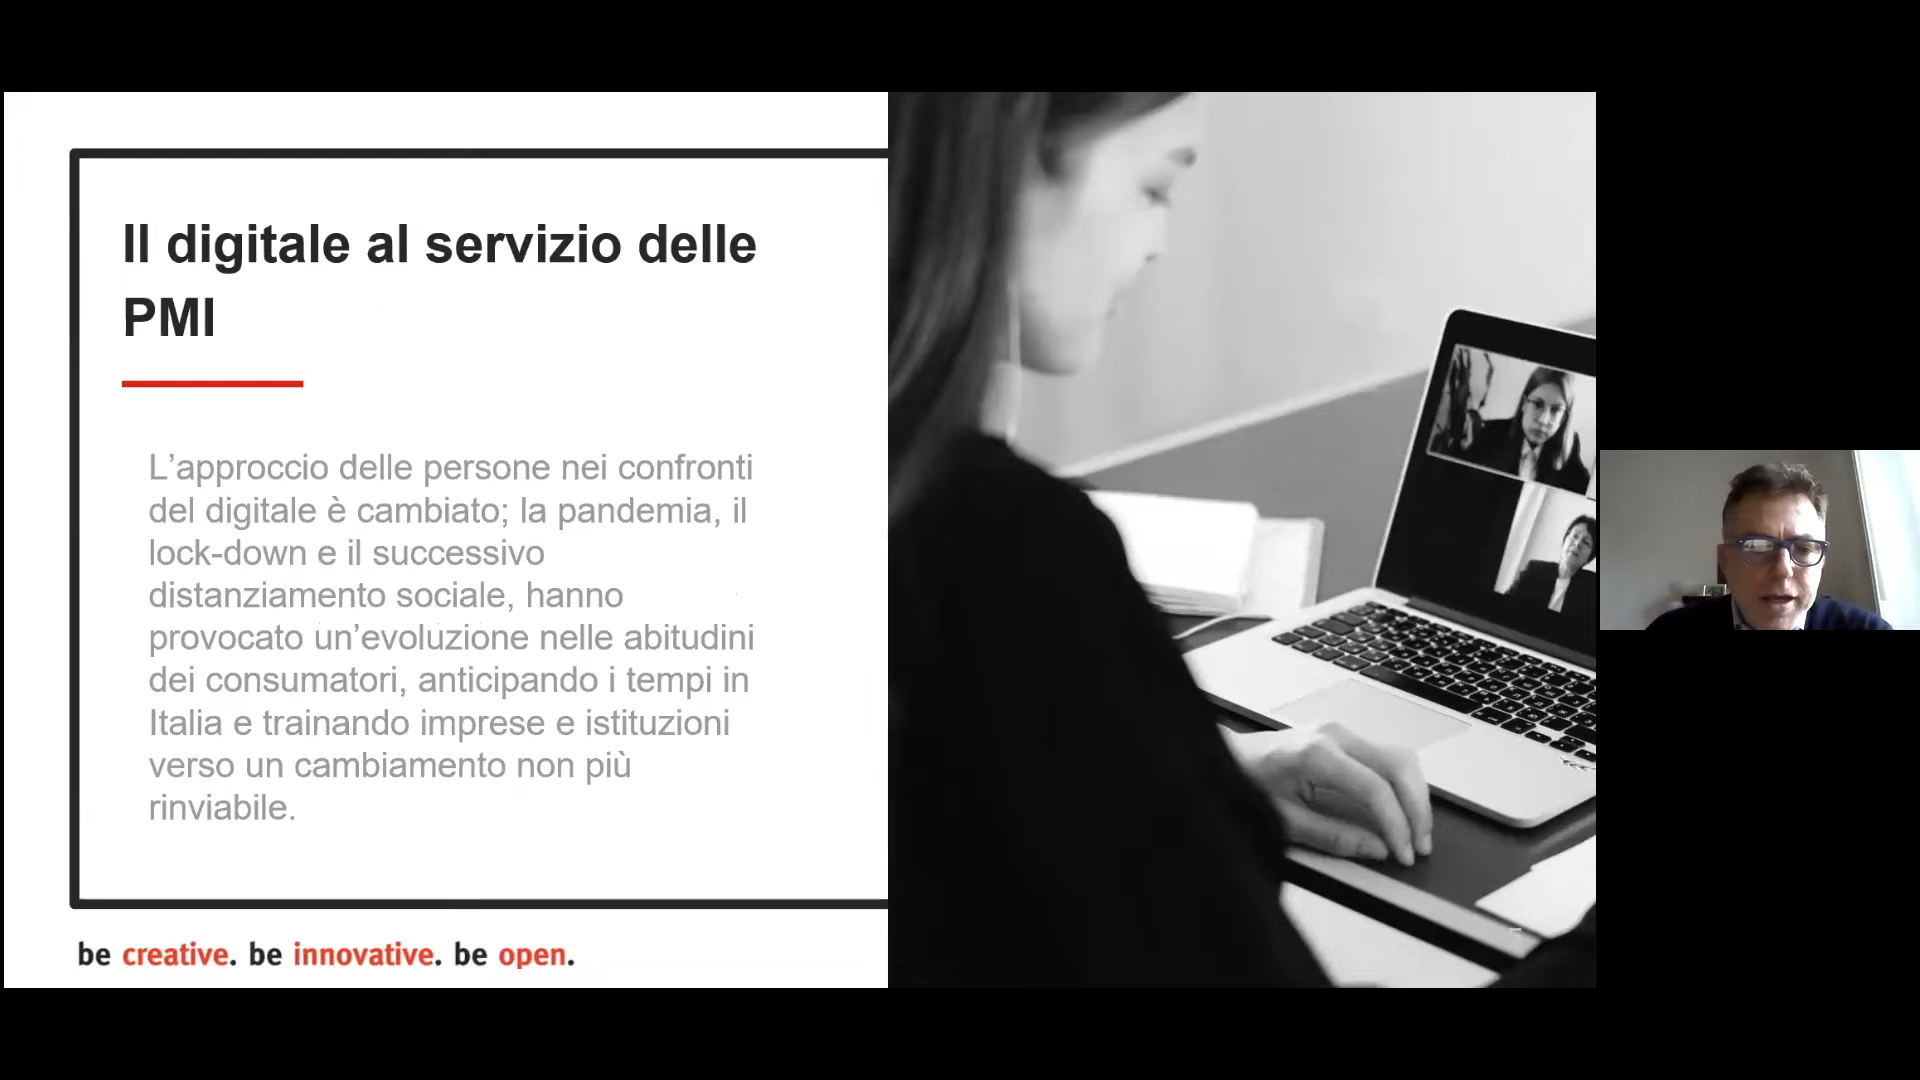 Il digitale al servizio delle
PMI
L’approccio delle persone nei confronti
del digitale è cambiato; la pandemia, il
lock-down e il successivo
distanziamento sociale, hanno
provocato un’evoluzione nelle abitudini
dei consumatori, anticipando i tempi in
Italia e trainando imprese e istituzioni
verso un cambiamento non più
rinviabile.
be creative. be innovative. be open.